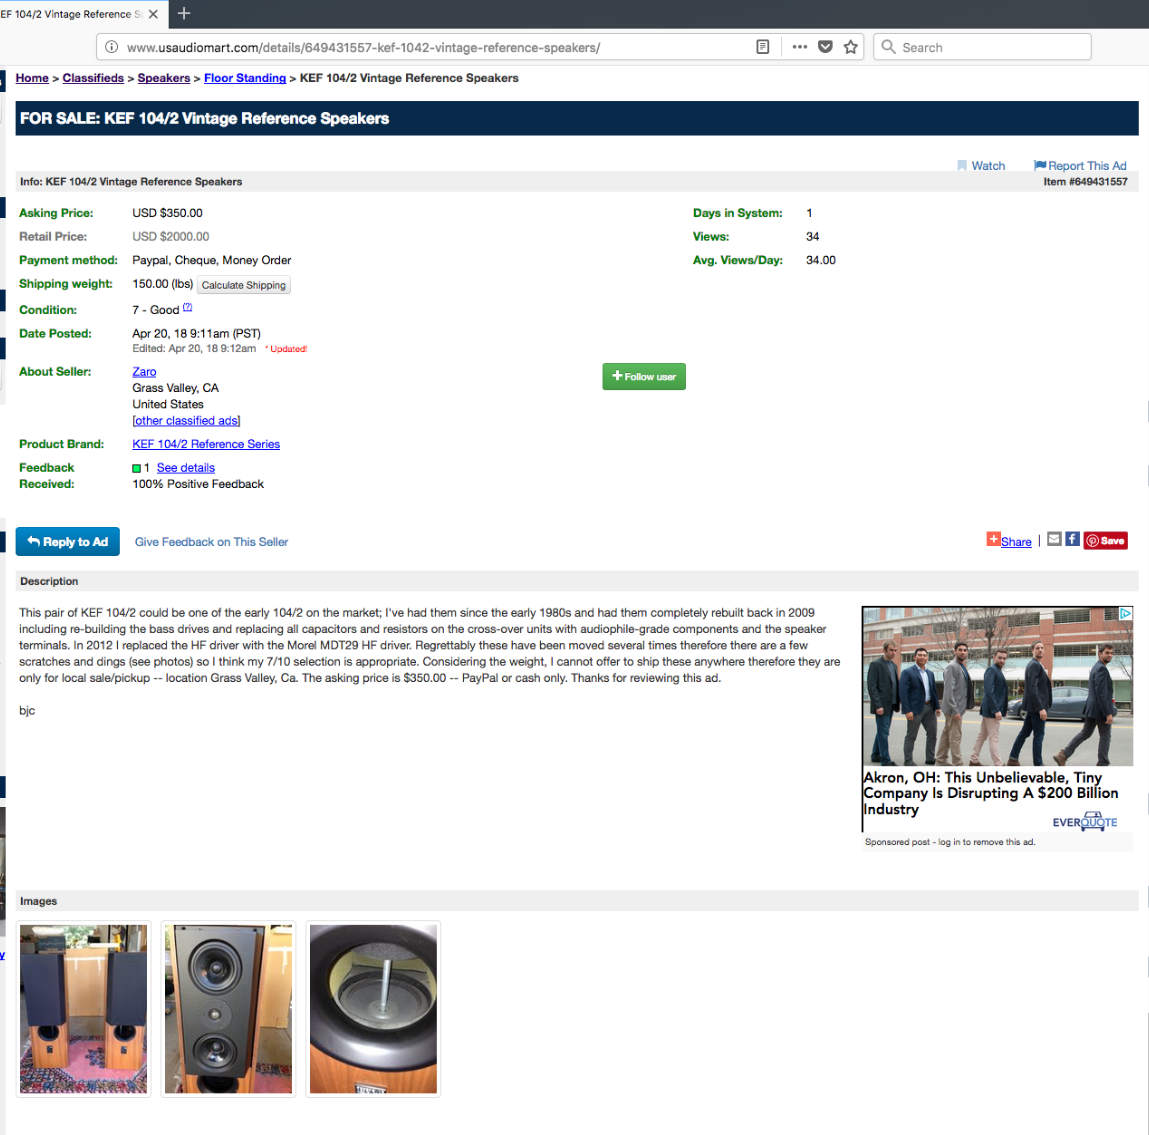 EF 104/2 Vintage Reference S
www.usaudiomart.com/details/649431557-kef-1042-vintage-reference-speakers/
Search
Home > Classifieds > Speakers > Floor Standing > KEF 104/2 Vintage Reference Speakers
FOR SALE: KEF 104/2 Vintage Reference Speakers
Watch
Report This Ad
Info: KEF 104/2 Vintage Reference Speakers
Item #649431557
Asking Price: USD $350.00
Retail Price: USD $2000.00
Payment method: Paypal, Cheque, Money Order
Shipping weight: 150.00 (lbs) Calculate Shipping
Condition: 7 - Good (?)
Date Posted: Apr 20, 18 9:11am (PST)
Edited: Apr 20, 18 9:12am * Updated!
Days in System: 1
Views: 34
Avg. Views/Day: 34.00
About Seller: Zaro
Grass Valley, CA
United States
[other classified ads]
+ Follow user
Product Brand: KEF 104/2 Reference Series
Feedback 1 See details
Received: 100% Positive Feedback
Reply to Ad
Give Feedback on This Seller
Share |
Save
Description
This pair of KEF 104/2 could be one of the early 104/2 on the market; I've had them since the early 1980s and had them completely rebuilt back in 2009
including re-building the bass drives and replacing all capacitors and resistors on the cross-over units with audiophile-grade components and the speaker
terminals. In 2012 I replaced the HF driver with the Morel MDT29 HF driver. Regrettably these have been moved several times therefore there are a few
scratches and dings (see photos) so I think my 7/10 selection is appropriate. Considering the weight, I cannot offer to ship these anywhere therefore they are
only for local sale/pickup -- location Grass Valley, Ca. The asking price is $350.00 -- PayPal or cash only. Thanks for reviewing this ad.
bjc
Akron, OH: This Unbelievable, Tiny
Company Is Disrupting A $200 Billion
Industry
EVERQUOTE
Sponsored post - log in to remove this ad.
Images